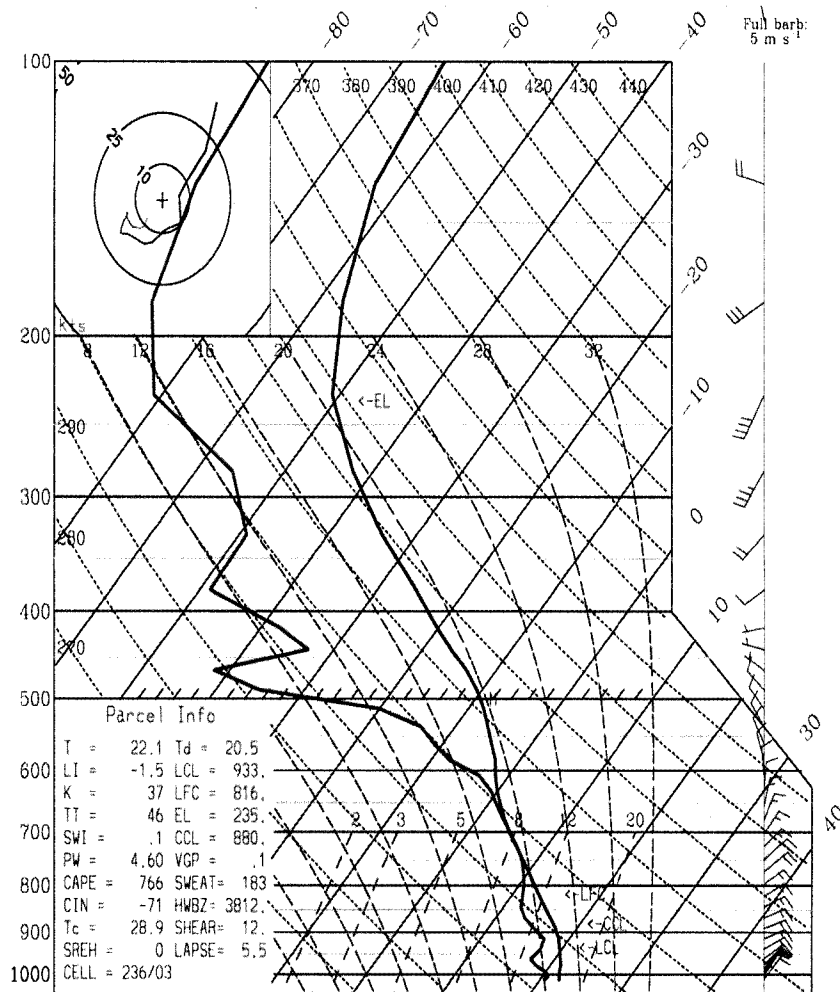 -80 -70 -60 -50 -40
Full barb:
5 m s⁻¹
100
50
370 380 390 400 410 420 430 440
25
10
-30
-20
200
kts
8 12 16 20 24 28 32
<-EL
-10
290
300
0
280
10
400
270
500
30
Parcel Info
T = 22.1 Td = 20.5
LI = -1.5 LCL = 933.
K = 37 LFC = 816.
TT = 46 EL = 235.
SWI = .1 CCL = 880.
PW = 4.60 VGP = .1
CAPE = 766 SWEAT= 183
CIN = -71 HWBZ= 3812.
Tc = 28.9 SHEAR= 12.
SREH = 0 LAPSE= 5.5
CELL = 236/03
600
40
2 3 5 8 12 20
700
800
<-LFC
<-CCL
900
<-LCL
1000